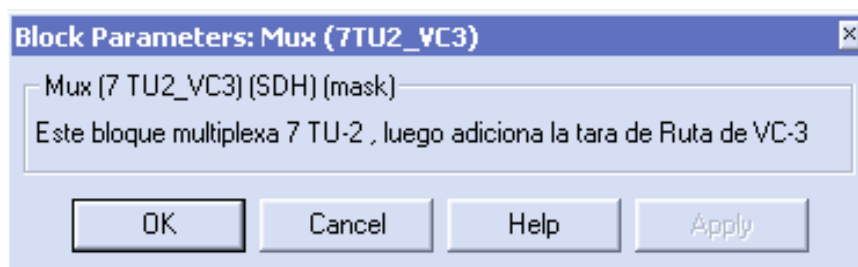 Block Parameters: Mux (7TU2_VC3)
Mux (7 TU2_VC3) (SDH) (mask)
Este bloque multiplexa 7 TU-2 , luego adiciona la tara de Ruta de VC-3
OK Cancel Help Apply